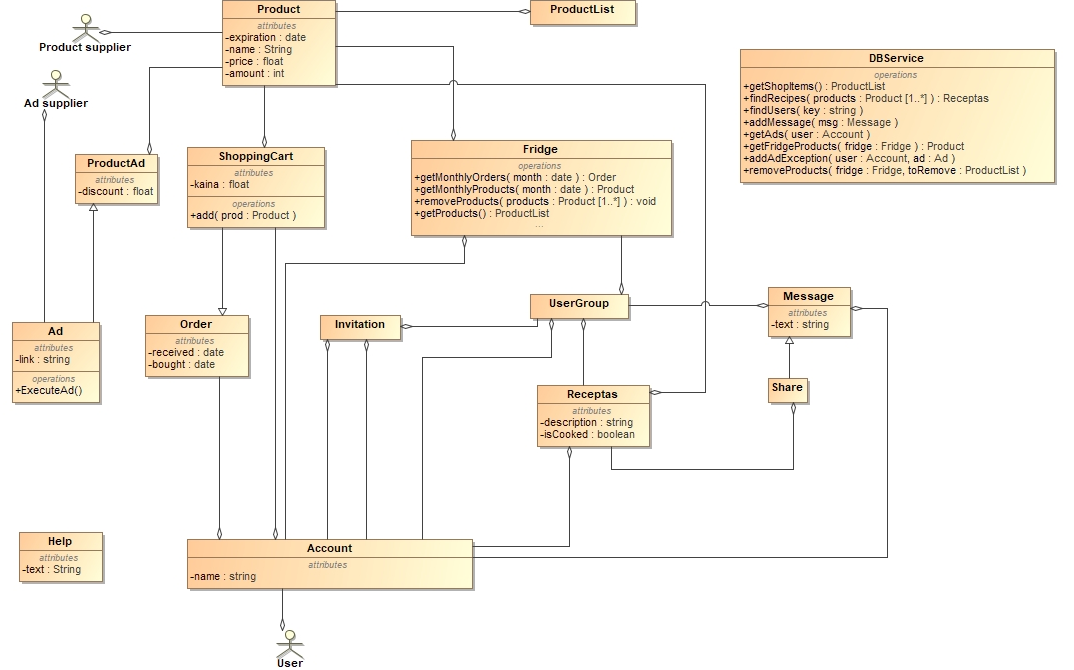 Product
attributes
-expiration : date
-name : String
-price : float
-amount : int
ProductList
Product supplier
Ad supplier
DBService
operations
+getShopItems() : ProductList
+findRecipes( products : Product [1..*] ) : Receptas
+findUsers( key : string )
+addMessage( msg : Message )
+getAds( user : Account )
+getFridgeProducts( fridge : Fridge ) : Product
+addAdException( user : Account, ad : Ad )
+removeProducts( fridge : Fridge, toRemove : ProductList )
ProductAd
attributes
-discount : float
ShoppingCart
attributes
-kaina : float
operations
+add( prod : Product )
Fridge
operations
+getMonthlyOrders( month : date ) : Order
+getMonthlyProducts( month : date ) : Product
+removeProducts( products : Product [1..*] ) : void
+getProducts() : ProductList
...
Ad
attributes
-link : string
operations
+ExecuteAd()
Order
attributes
-received : date
-bought : date
Invitation
UserGroup
Message
attributes
-text : string
Receptas
attributes
-description : string
-isCooked : boolean
Share
Help
attributes
-text : String
Account
attributes
-name : string
User